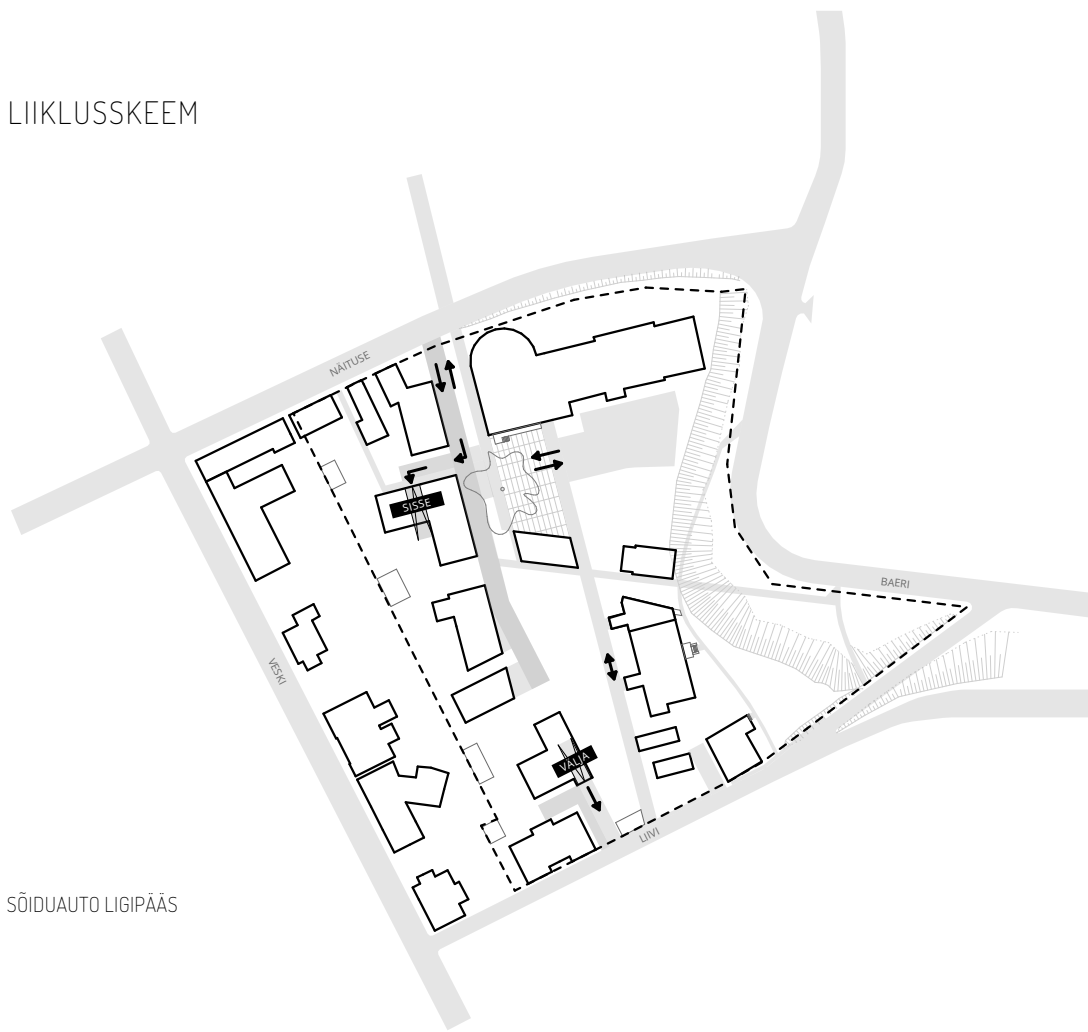 LIIKLUSSKEEM
NÄITUSE
SISSE
BAERI
VESKI
VÄLJA
LIIVI
SÕIDUAUTO LIGIPÄÄS